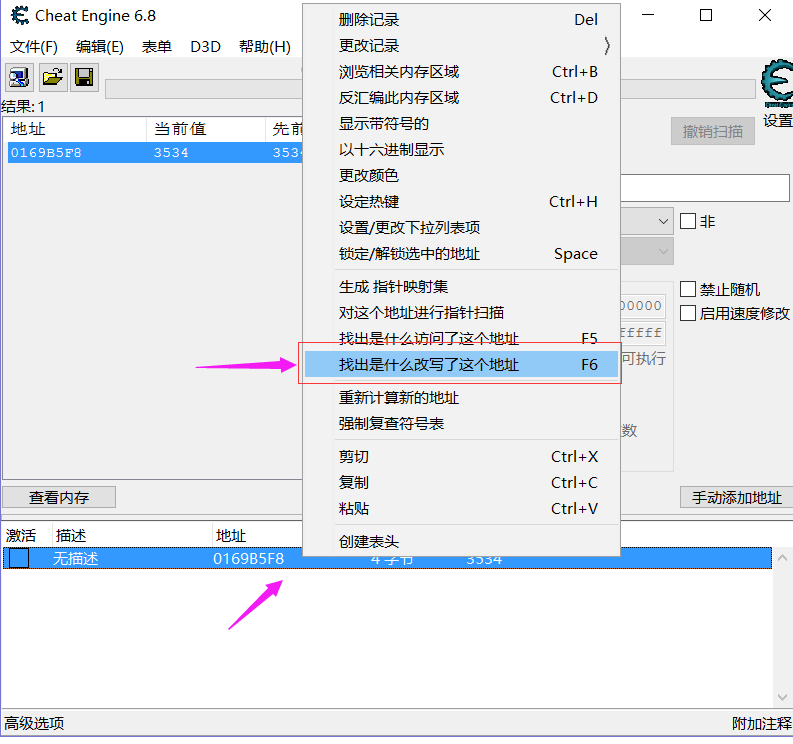 Cheat Engine 6.8
文件(F) 编辑(E) 表单 D3D 帮助(H)
结果: 1
地址 当前值 先前
0169B5F8 3534 3534
设置
撤销扫描
非
禁止随机
启用速度修改
00000
fffff
可执行
数
删除记录 Del
更改记录
浏览相关内存区域 Ctrl+B
反汇编此内存区域 Ctrl+D
显示带符号的
以十六进制显示
更改颜色
设定热键 Ctrl+H
设置/更改下拉列表项
锁定/解锁选中的地址 Space
生成 指针映射集
对这个地址进行指针扫描
找出是什么访问了这个地址 F5
找出是什么改写了这个地址 F6
重新计算新的地址
强制复查符号表
剪切 Ctrl+X
复制 Ctrl+C
粘贴 Ctrl+V
创建表头
查看内存 手动添加地址
激活 描述 地址
无描述 0169B5F8 4 字节 3534
高级选项 附加注释